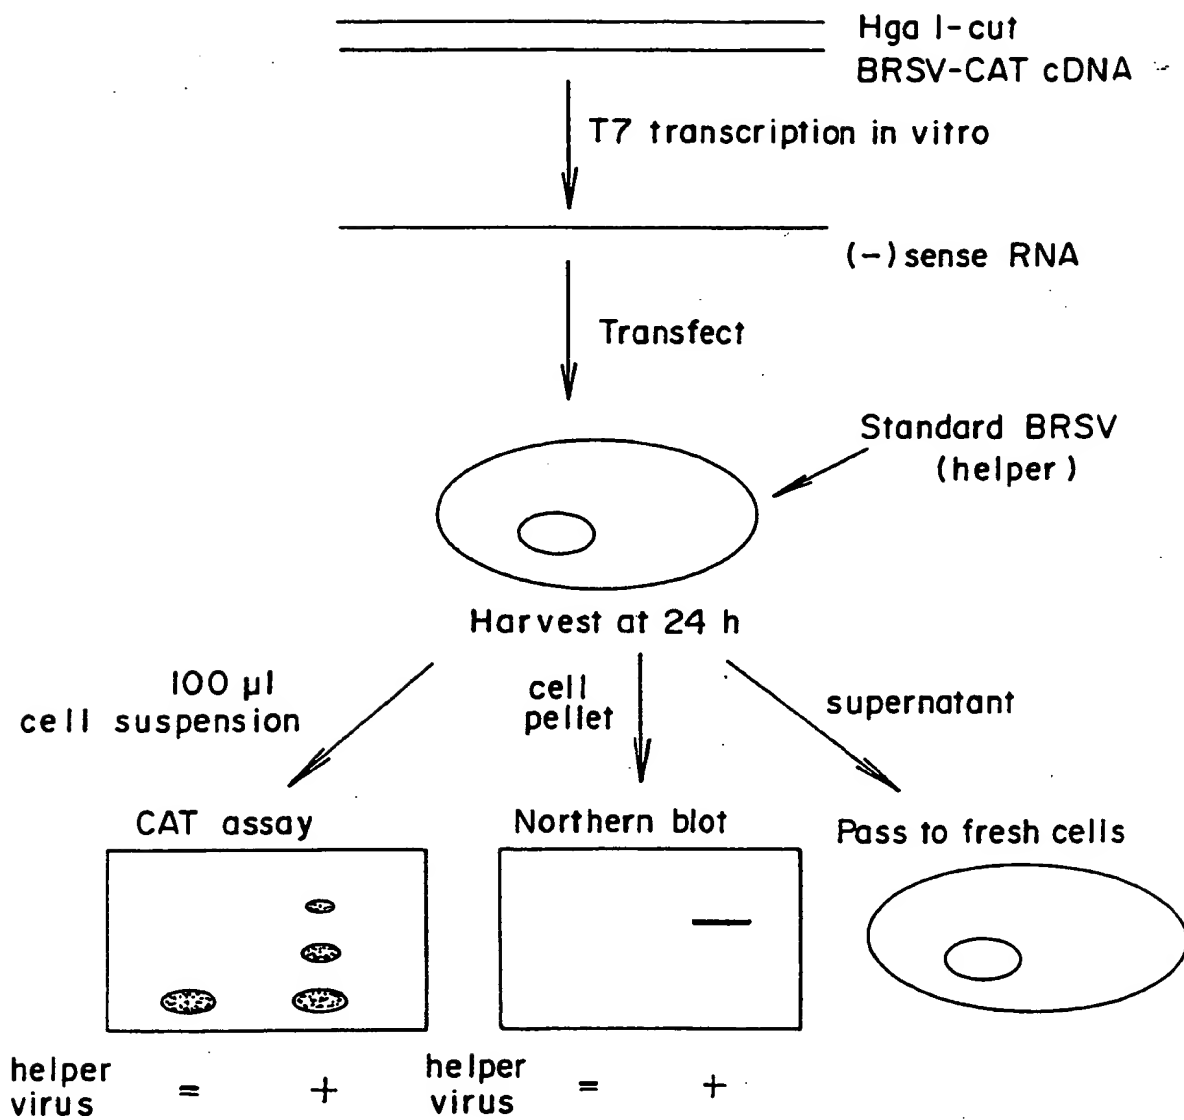 Hga I-cut
BRSV-CAT cDNA
T7 transcription in vitro
(-) sense RNA
Transfect
Standard BRSV
(helper)
Harvest at 24 h
100 µl
cell suspension
cell
pellet
supernatant
CAT assay
Northern blot
Pass to fresh cells
helper
virus = +
helper
virus = +